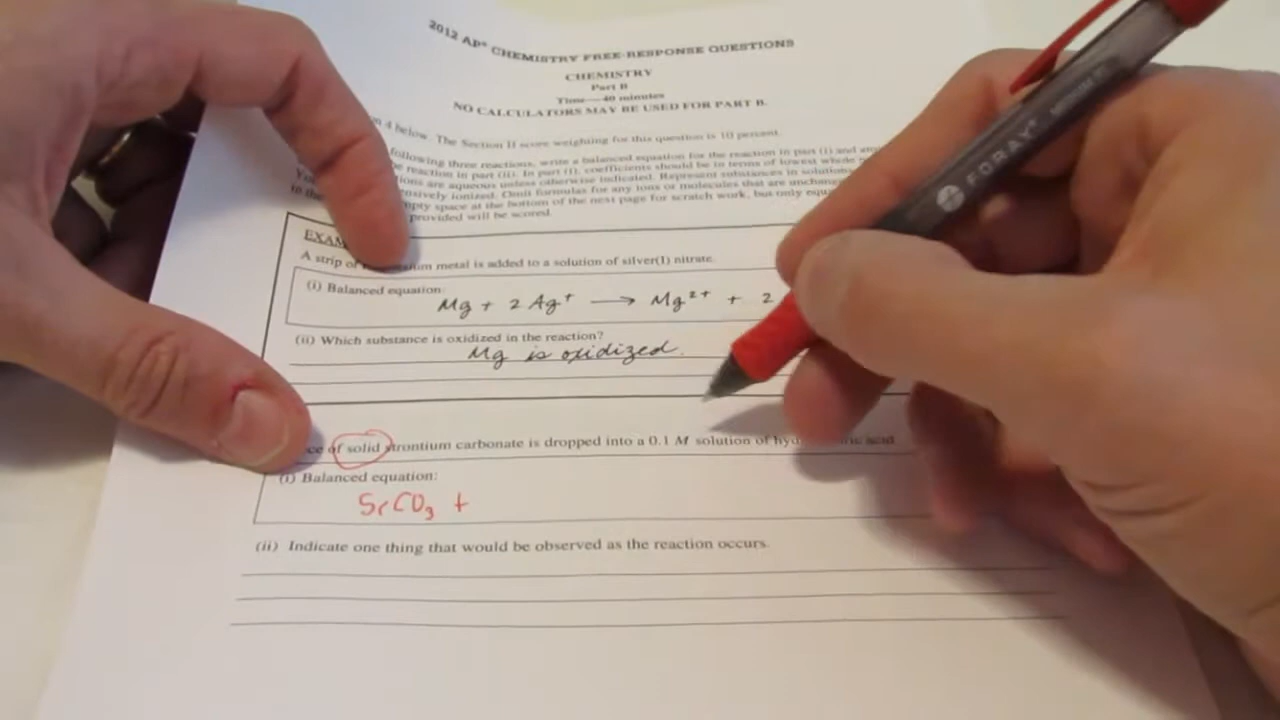 2012 AP® CHEMISTRY FREE-RESPONSE QUESTIONS
CHEMISTRY
Part B
Time—40 minutes
NO CALCULATORS MAY BE USED FOR PART B.
4 below. The Section II score weighting for this question is 10 percent.
following three reactions, write a balanced equation for the reaction in part (i) and
reaction in part (ii). In part (i), coefficients should be in terms of lowest whole
are aqueous unless otherwise indicated. Represent substances in solution
ionized. Omit formulas for any ions or molecules that are
space at the bottom of the next page for scratch work, but only
provided will be scored.
A strip of metal is added to a solution of silver(I) nitrate.
(i) Balanced equation:
Mg + 2 Ag+ → Mg2+ + 2
(ii) Which substance is oxidized in the reaction?
Mg is oxidized.
of solid strontium carbonate is dropped into a 0.1 M solution of acid
(i) Balanced equation:
SrCO3 +
(ii) Indicate one thing that would be observed as the reaction occurs.
FORAY